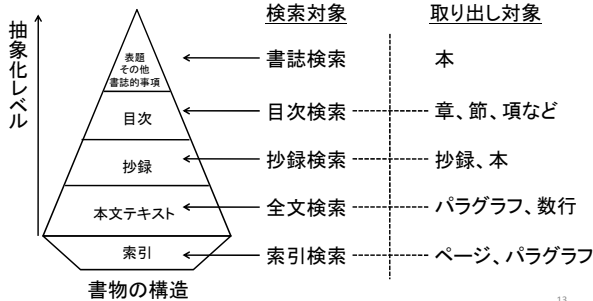 検索対象
取り出し対象
抽象化レベル
表題
その他
書誌的事項
書誌検索
本
目次
目次検索
章、節、項など
抄録
抄録検索
抄録、本
本文テキスト
全文検索
パラグラフ、数行
索引
索引検索
ページ、パラグラフ
書物の構造
13